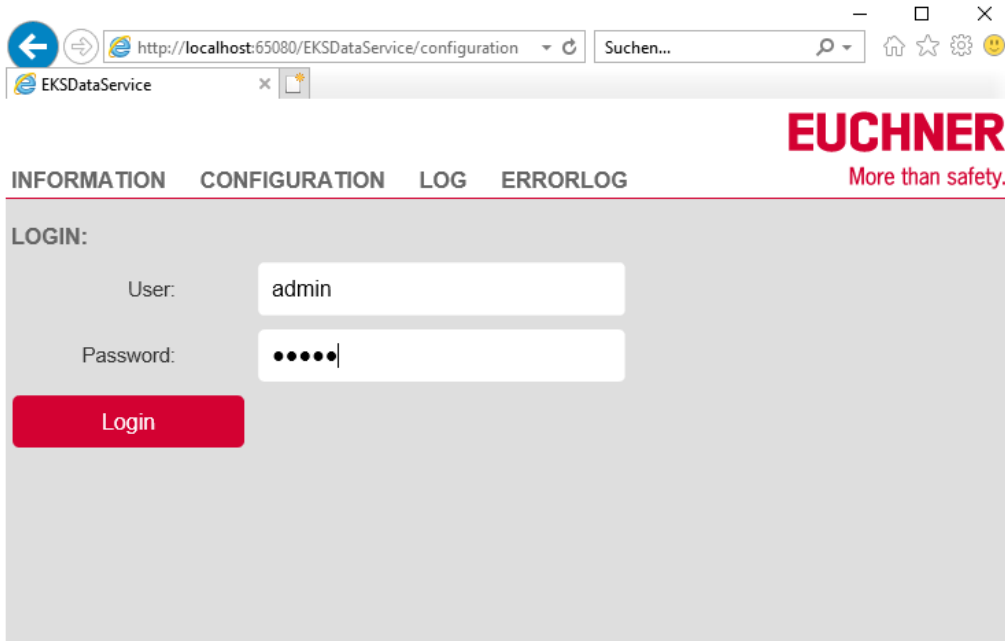 http://localhost:65080/EKSDataService/configuration Suchen...
EKSDataService
EUCHNER
More than safety.
INFORMATION CONFIGURATION LOG ERRORLOG
LOGIN:
User: admin
Password: •••••
Login